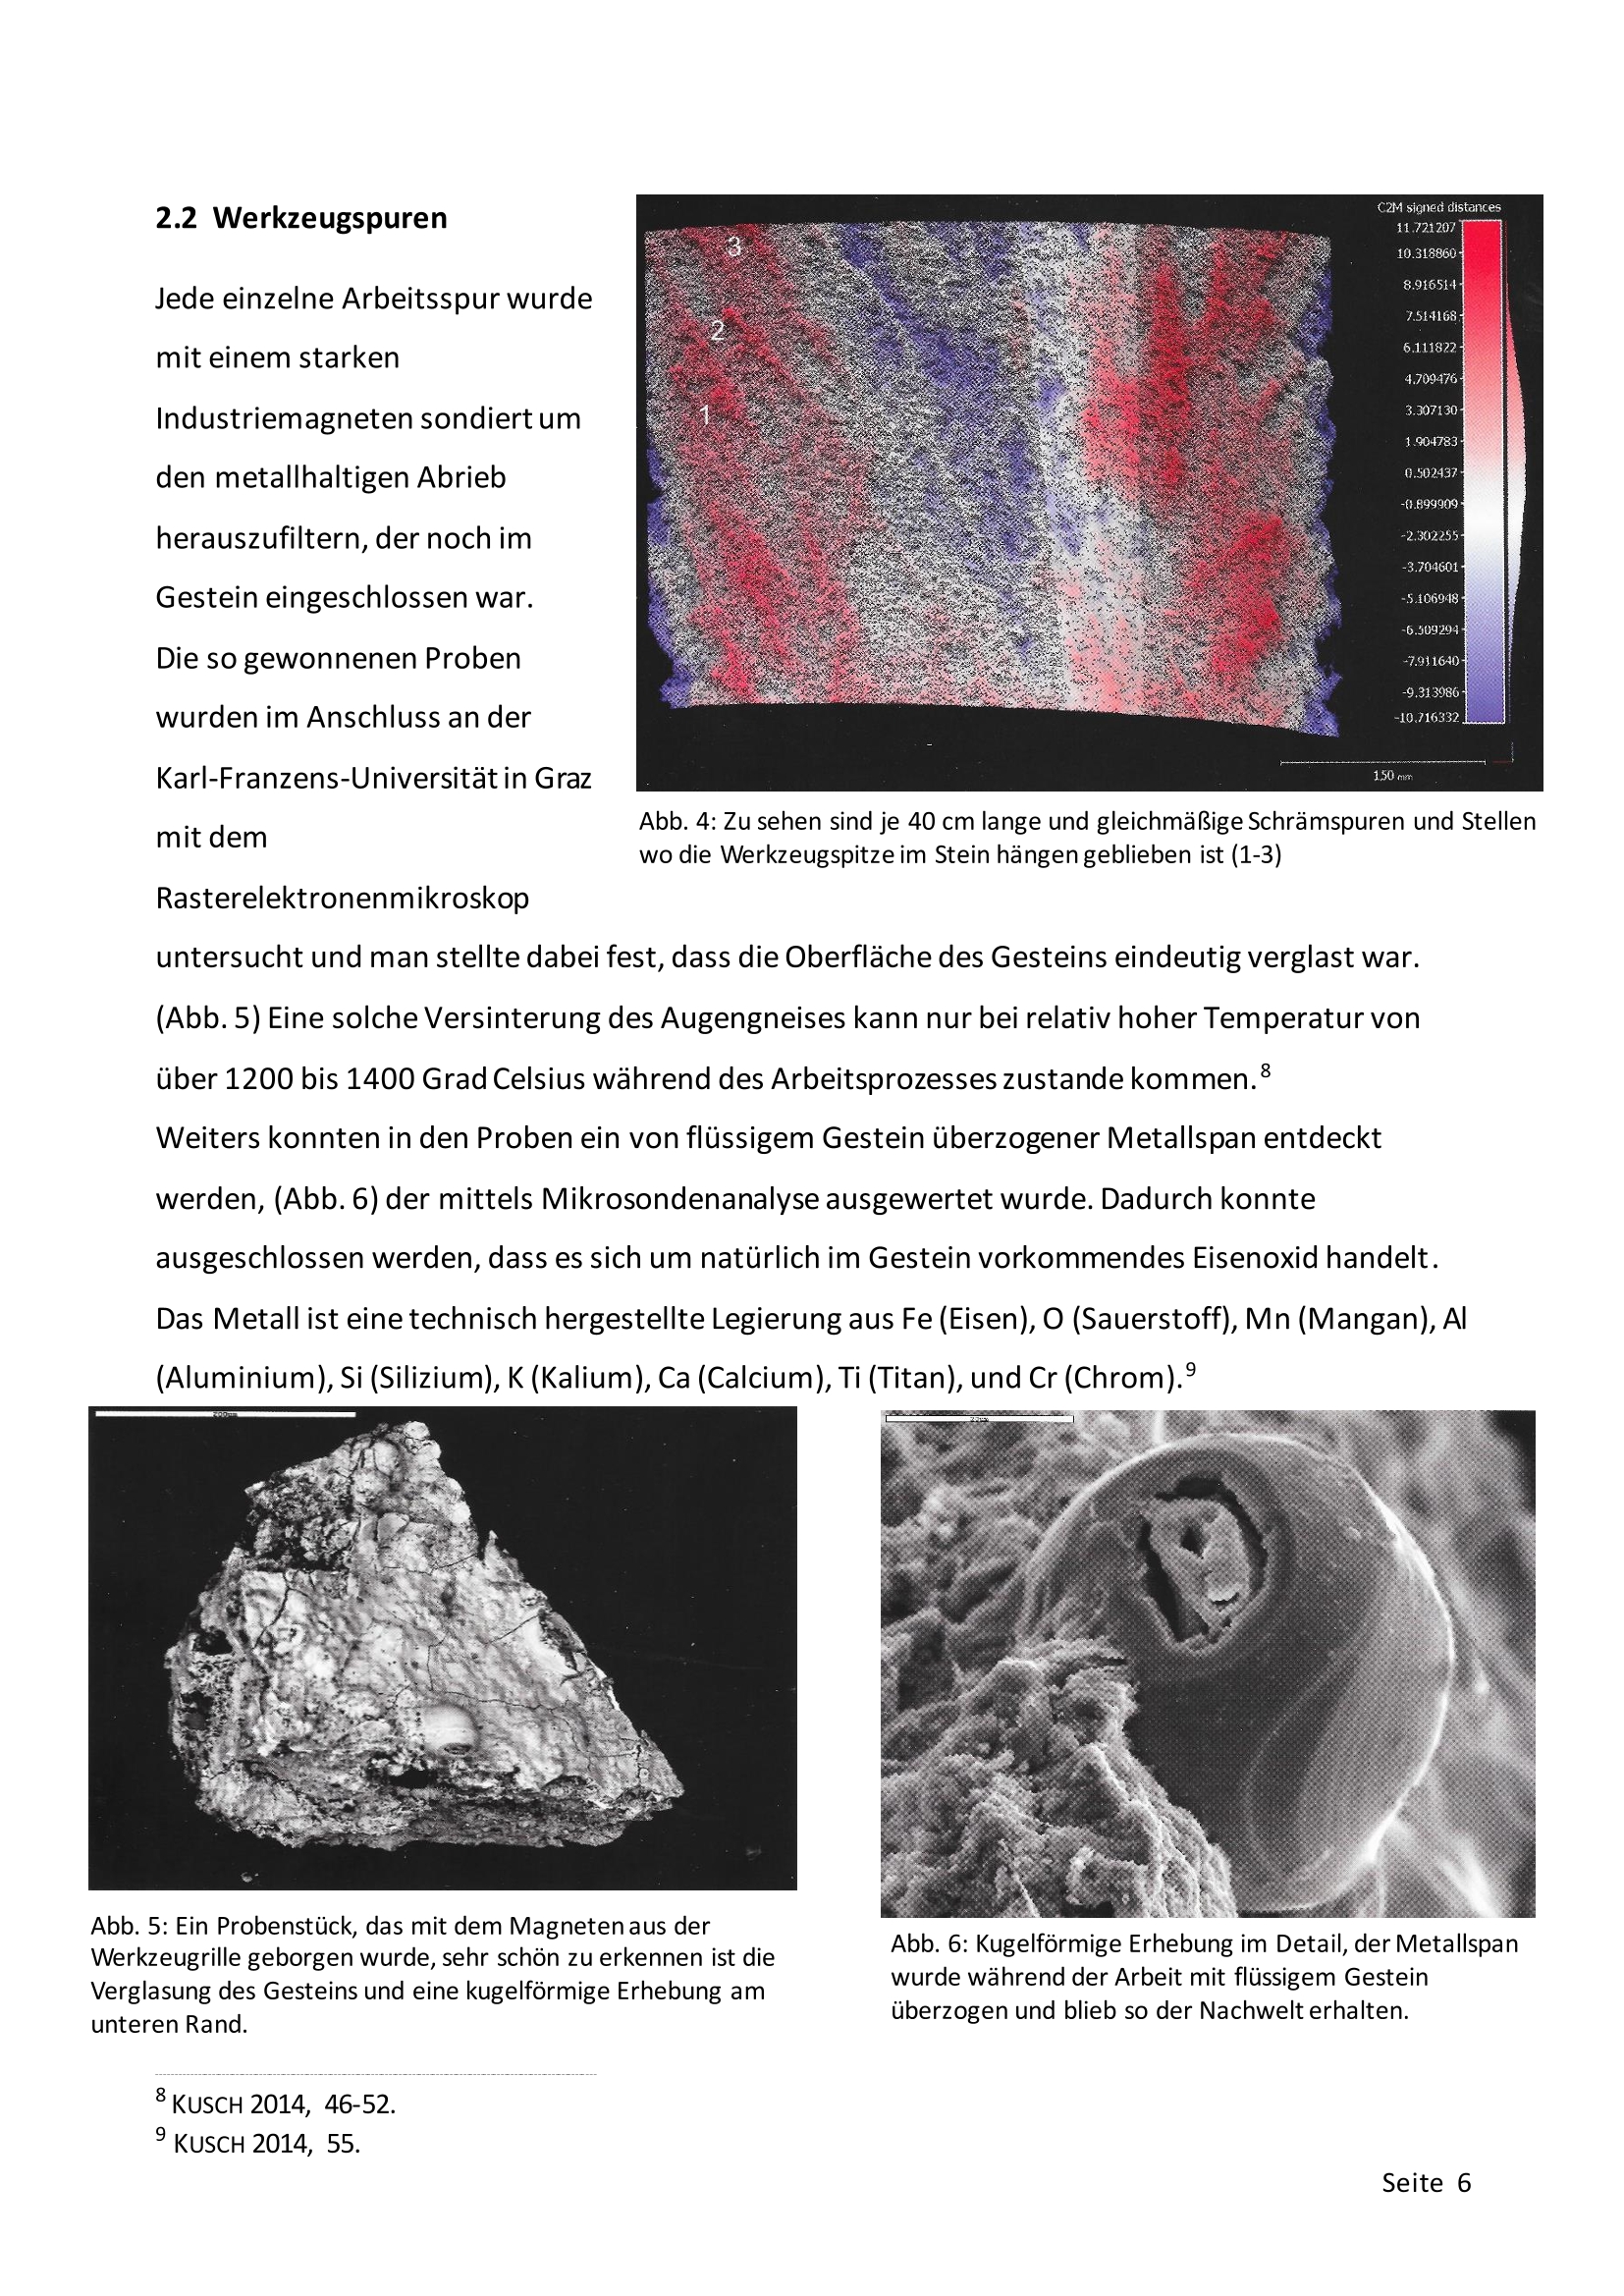 2.2 Werkzeugspuren
Jede einzelne Arbeitsspur wurde
mit einem starken
Industriemagneten sondiert um
den metallhaltigen Abrieb
herauszufiltern, der noch im
Gestein eingeschlossen war.
Die so gewonnenen Proben
wurden im Anschluss an der
Karl-Franzens-Universität in Graz
mit dem
Rasterelektronenmikroskop
C2M signed distances
11.721207
10.318860
8.916514
7.514168
6.111822
4.709476
3.307130
1.904783
0.502437
-0.899909
-2.302255
-3.704601
-5.106948
-6.509294
-7.911640
-9.313986
-10.716332
3
2
1
150 mm
Abb. 4: Zu sehen sind je 40 cm lange und gleichmäßige Schrämspuren und Stellen
wo die Werkzeugspitze im Stein hängen geblieben ist (1-3)
untersucht und man stellte dabei fest, dass die Oberfläche des Gesteins eindeutig verglast war.
(Abb. 5) Eine solche Versinterung des Augengneises kann nur bei relativ hoher Temperatur von
über 1200 bis 1400 Grad Celsius während des Arbeitsprozesses zustande kommen.⁸
Weiters konnten in den Proben ein von flüssigem Gestein überzogener Metallspan entdeckt
werden, (Abb. 6) der mittels Mikrosondenanalyse ausgewertet wurde. Dadurch konnte
ausgeschlossen werden, dass es sich um natürlich im Gestein vorkommendes Eisenoxid handelt.
Das Metall ist eine technisch hergestellte Legierung aus Fe (Eisen), O (Sauerstoff), Mn (Mangan), Al
(Aluminium), Si (Silizium), K (Kalium), Ca (Calcium), Ti (Titan), und Cr (Chrom).⁹
Abb. 5: Ein Probenstück, das mit dem Magneten aus der
Werkzeugrille geborgen wurde, sehr schön zu erkennen ist die
Verglasung des Gesteins und eine kugelförmige Erhebung am
unteren Rand.
Abb. 6: Kugelförmige Erhebung im Detail, der Metallspan
wurde während der Arbeit mit flüssigem Gestein
überzogen und blieb so der Nachwelt erhalten.
⁸ KUSCH 2014, 46-52.
⁹ KUSCH 2014, 55.
Seite 6